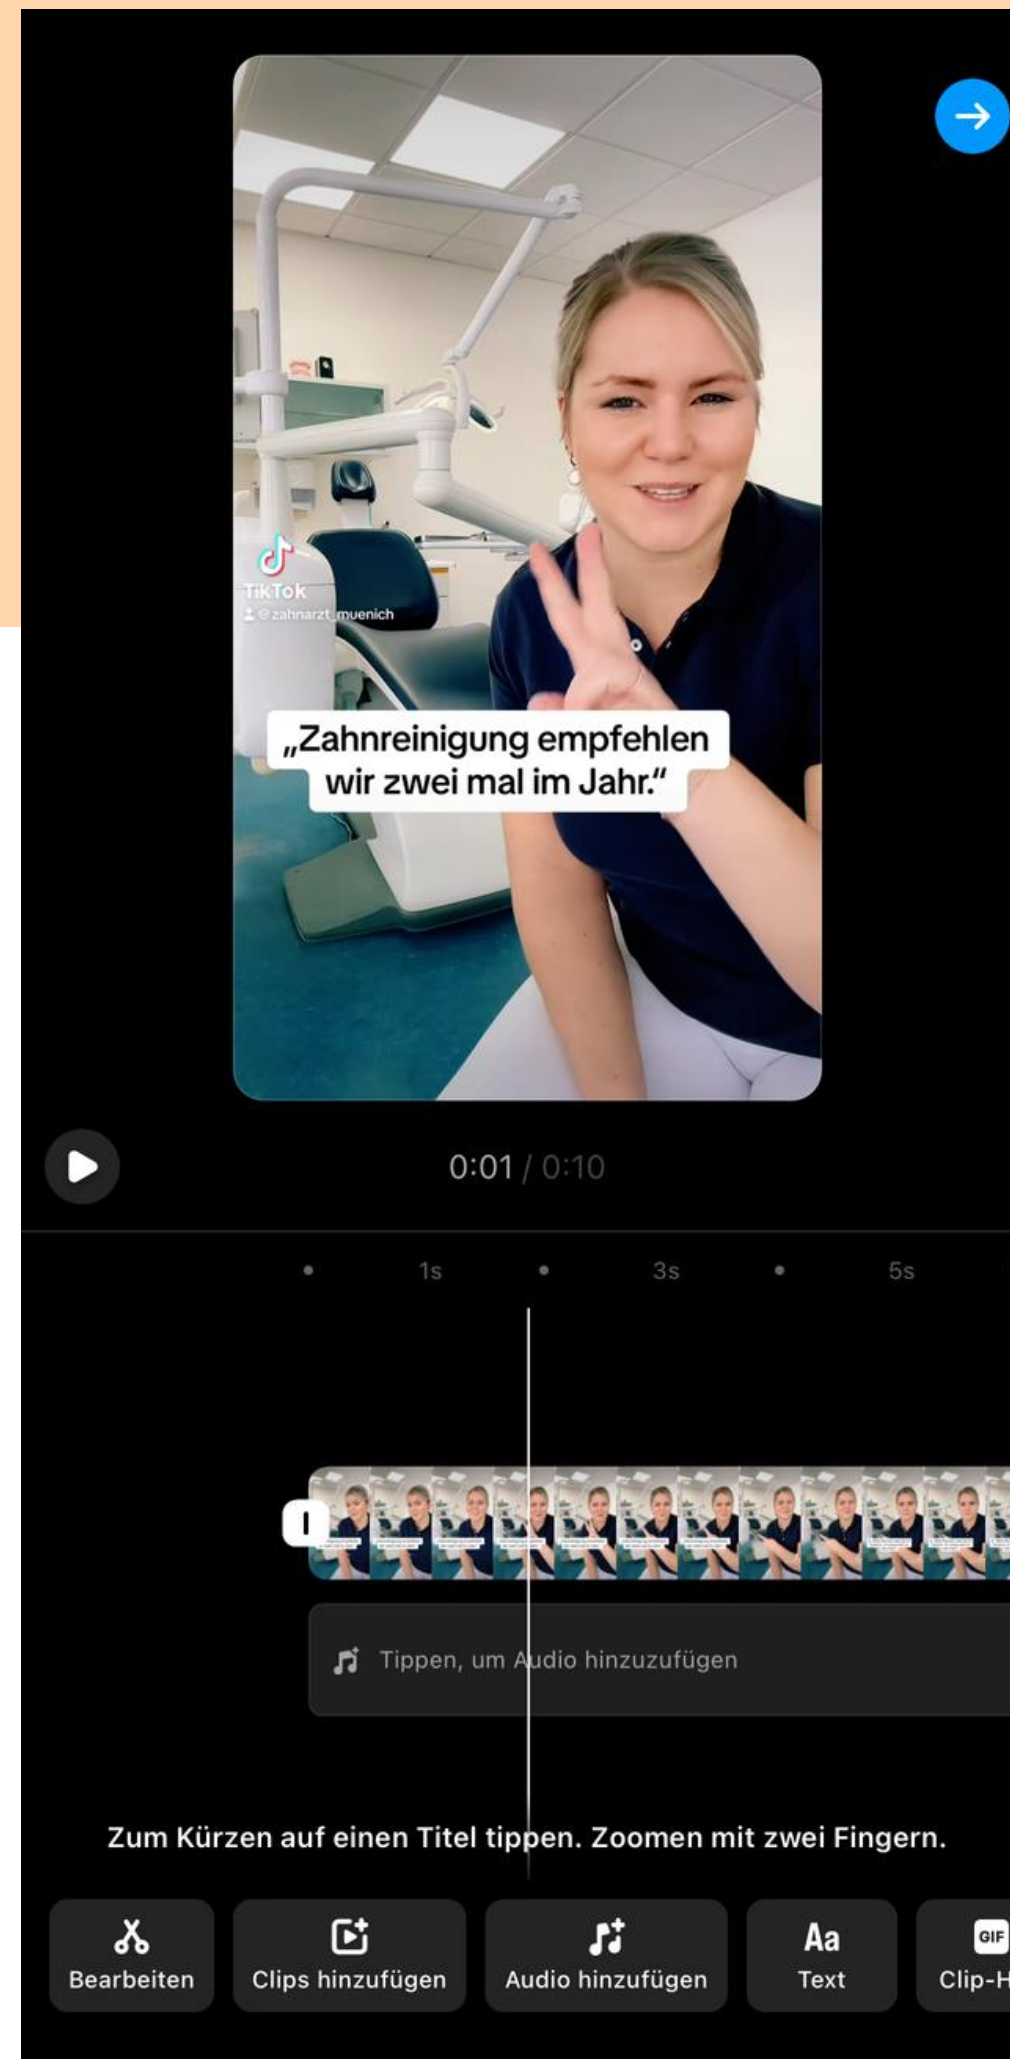 TikTok
@zahnarzt_muenich
„Zahnreinigung empfehlen
wir zwei mal im Jahr.“
0:01 / 0:10
1s
3s
5s
Tippen, um Audio hinzuzufügen
Zum Kürzen auf einen Titel tippen. Zoomen mit zwei Fingern.
Bearbeiten
Clips hinzufügen
Audio hinzufügen
Aa
Text
GIF
Clip-H